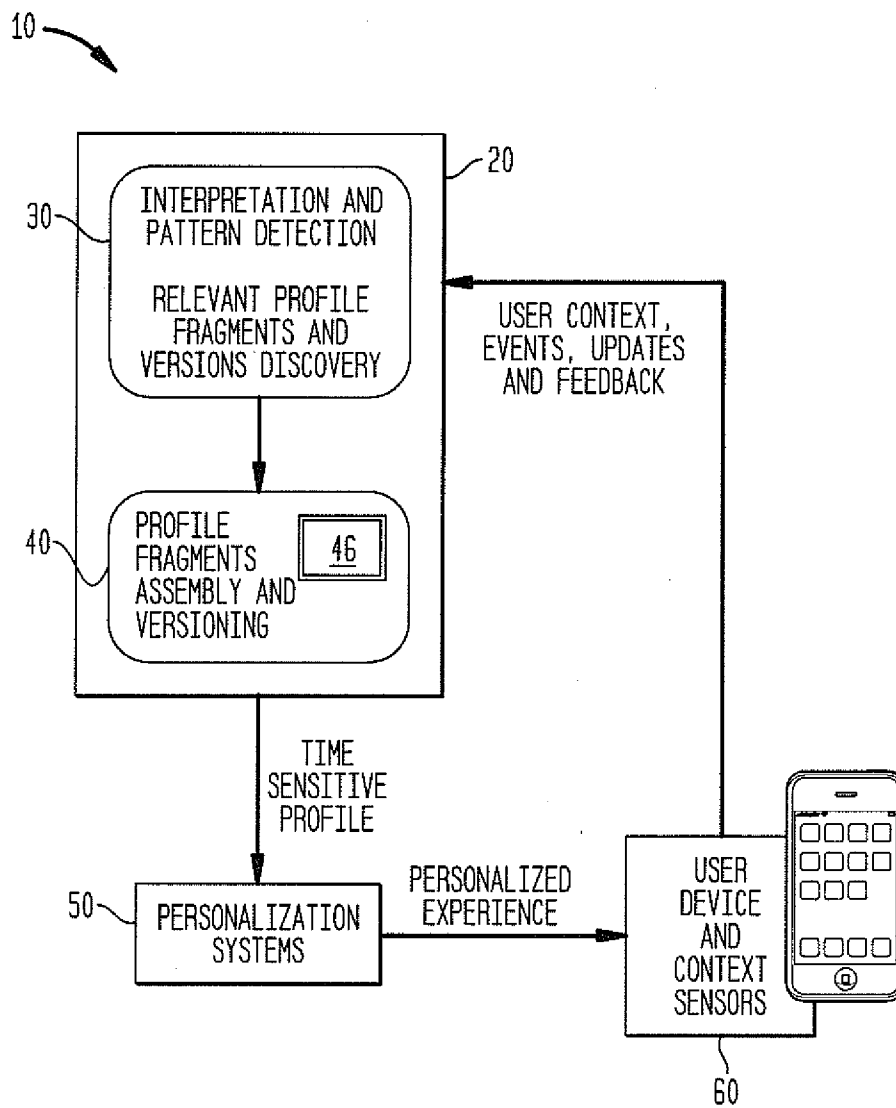 10
20
30
INTERPRETATION AND
PATTERN DETECTION
RELEVANT PROFILE
FRAGMENTS AND
VERSIONS DISCOVERY
USER CONTEXT,
EVENTS, UPDATES
AND FEEDBACK
40
PROFILE
FRAGMENTS
ASSEMBLY AND
VERSIONING
46
TIME
SENSITIVE
PROFILE
50
PERSONALIZATION
SYSTEMS
PERSONALIZED
EXPERIENCE
USER
DEVICE
AND
CONTEXT
SENSORS
60